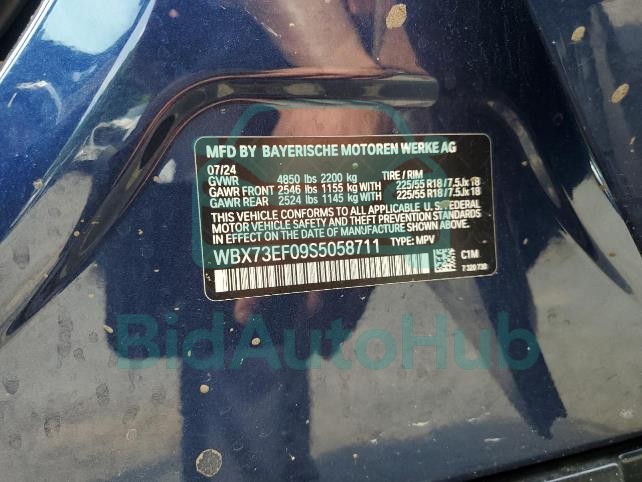 MFD BY BAYERISCHE MOTOREN WERKE AG
07/24
GVWR 4850 lbs 2200 kg TIRE / RIM
GAWR FRONT 2546 lbs 1155 kg WITH 225/55 R18 / 7.5Jx18
GAWR REAR 2524 lbs 1145 kg WITH 225/55 R18 / 7.5Jx18
THIS VEHICLE CONFORMS TO ALL APPLICABLE U.S. FEDERAL
MOTOR VEHICLE SAFETY AND THEFT PREVENTION STANDARDS
IN EFFECT ON THE DATE OF MANUFACTURE SHOWN ABOVE.
WBX73EF09S5058711 TYPE: MPV
C1M
7 320 730
BidAutoHub